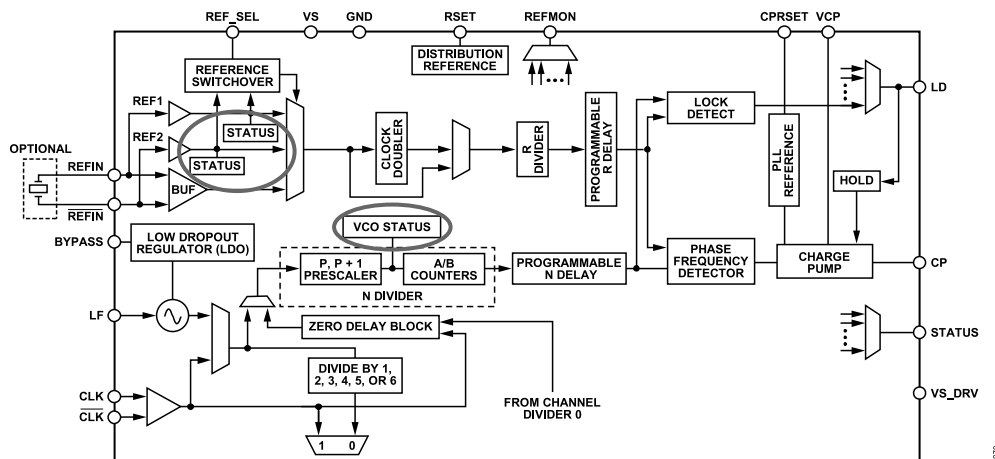 REF_SEL
VS
GND
RSET
REFMON
CPRSET
VCP
DISTRIBUTION
REFERENCE
REFERENCE
SWITCHOVER
REF1
STATUS
REF2
STATUS
BUF
OPTIONAL
REFIN
REFIN
CLOCK
DOUBLER
R
DIVIDER
PROGRAMMABLE
R DELAY
LOCK
DETECT
PLL
REFERENCE
HOLD
LD
BYPASS
LOW DROPOUT
REGULATOR (LDO)
VCO STATUS
P, P + 1
PRESCALER
A/B
COUNTERS
N DIVIDER
PROGRAMMABLE
N DELAY
PHASE
FREQUENCY
DETECTOR
CHARGE
PUMP
CP
LF
ZERO DELAY BLOCK
STATUS
DIVIDE BY 1,
2, 3, 4, 5, OR 6
FROM CHANNEL
DIVIDER 0
VS_DRV
CLK
CLK
1 0